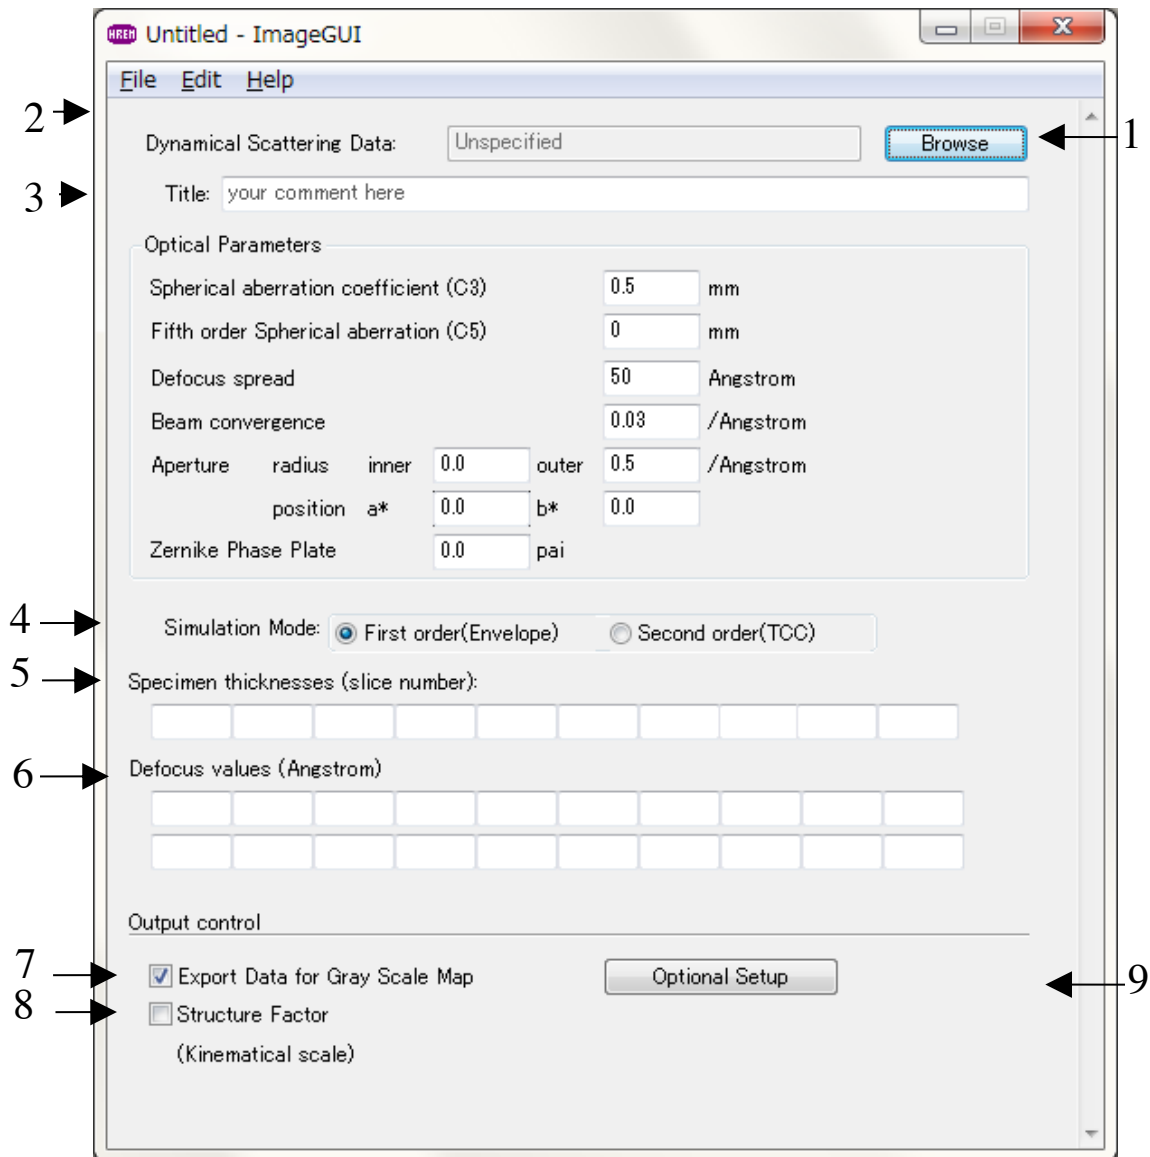 HREM Untitled - ImageGUI
File Edit Help
2
Dynamical Scattering Data: Unspecified Browse 1
3 Title: your comment here
Optical Parameters
Spherical aberration coefficient (C3) 0.5 mm
Fifth order Spherical aberration (C5) 0 mm
Defocus spread 50 Angstrom
Beam convergence 0.03 /Angstrom
Aperture radius inner 0.0 outer 0.5 /Angstrom
position a* 0.0 b* 0.0
Zernike Phase Plate 0.0 pai
4 Simulation Mode: First order(Envelope) Second order(TCC)
5 Specimen thicknesses (slice number):
6 Defocus values (Angstrom)
Output control
7 Export Data for Gray Scale Map Optional Setup 9
8 Structure Factor
(Kinematical scale)